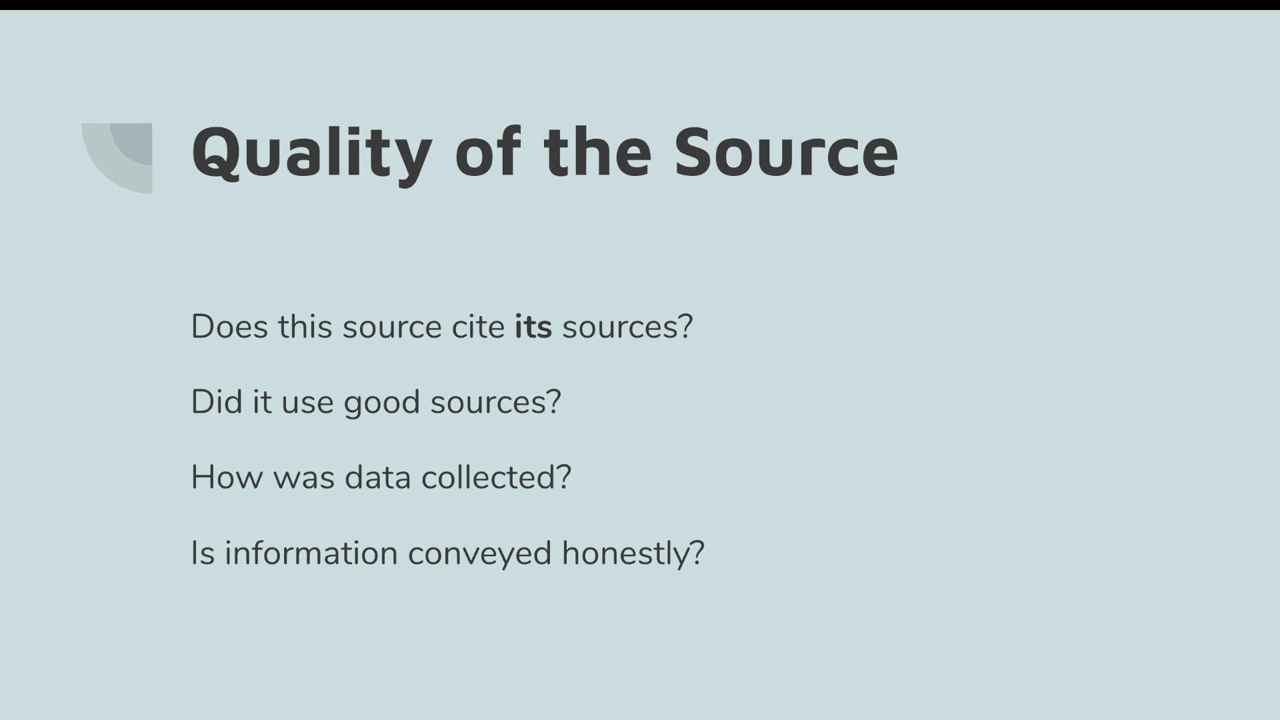 Quality of the Source
Does this source cite its sources?
Did it use good sources?
How was data collected?
Is information conveyed honestly?